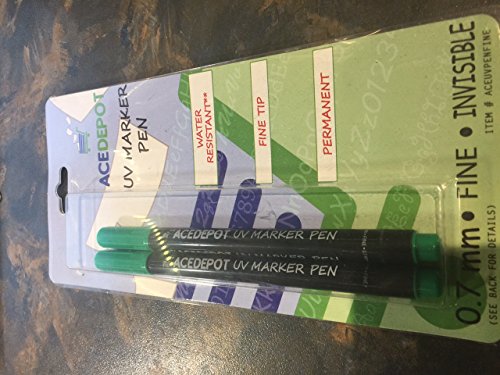 ACEDEPOT
UV MARKER
PEN
WATER
RESISTANT**
FINE TIP
PERMANENT
ACEDEPOT UV MARKER PEN
ACEDEPOT UV MARKER PEN
0.7 mm • FINE • INVISIBLE
(SEE BACK FOR DETAILS)
ITEM # ACEUVPENFINE